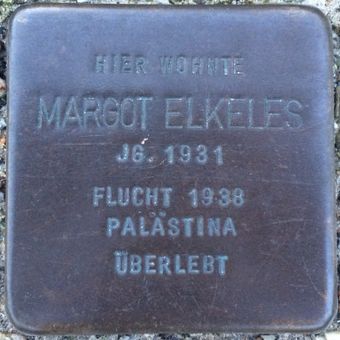 HIER WOHNTE
MARGOT ELKELES
JG. 1931
FLUCHT 1938
PALÄSTINA
ÜBERLEBT